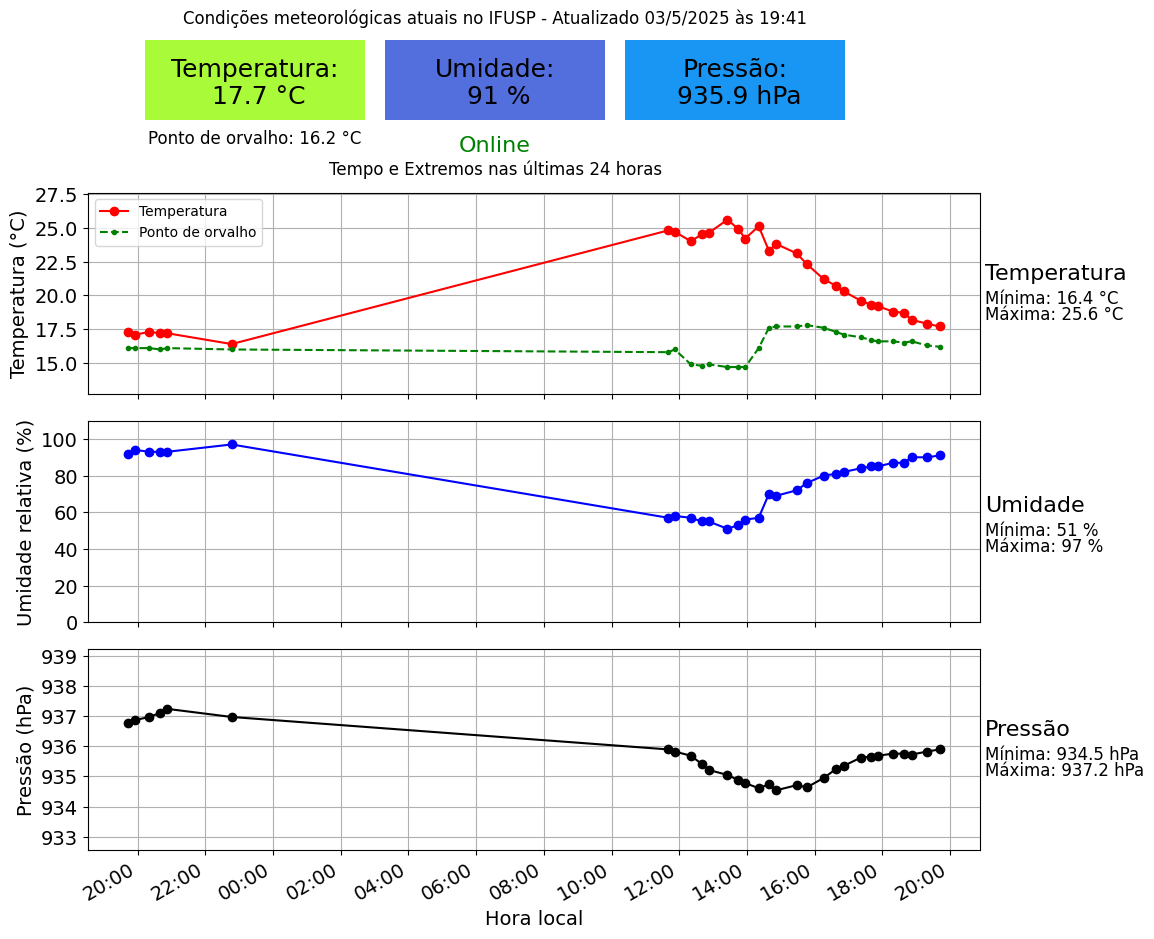 Condições meteorológicas atuais no IFUSP - Atualizado 03/5/2025 às 19:41
Temperatura:
17.7 °C
Umidade:
91 %
Pressão:
935.9 hPa
Ponto de orvalho: 16.2 °C
Online
Tempo e Extremos nas últimas 24 horas
Temperatura (°C)
27.5
25.0
22.5
20.0
17.5
15.0
Temperatura
Ponto de orvalho
Temperatura
Mínima: 16.4 °C
Máxima: 25.6 °C
Umidade relativa (%)
100
80
60
40
20
0
Umidade
Mínima: 51 %
Máxima: 97 %
Pressão (hPa)
939
938
937
936
935
934
933
Pressão
Mínima: 934.5 hPa
Máxima: 937.2 hPa
20:00 22:00 00:00 02:00 04:00 06:00 08:00 10:00 12:00 14:00 16:00 18:00 20:00
Hora local